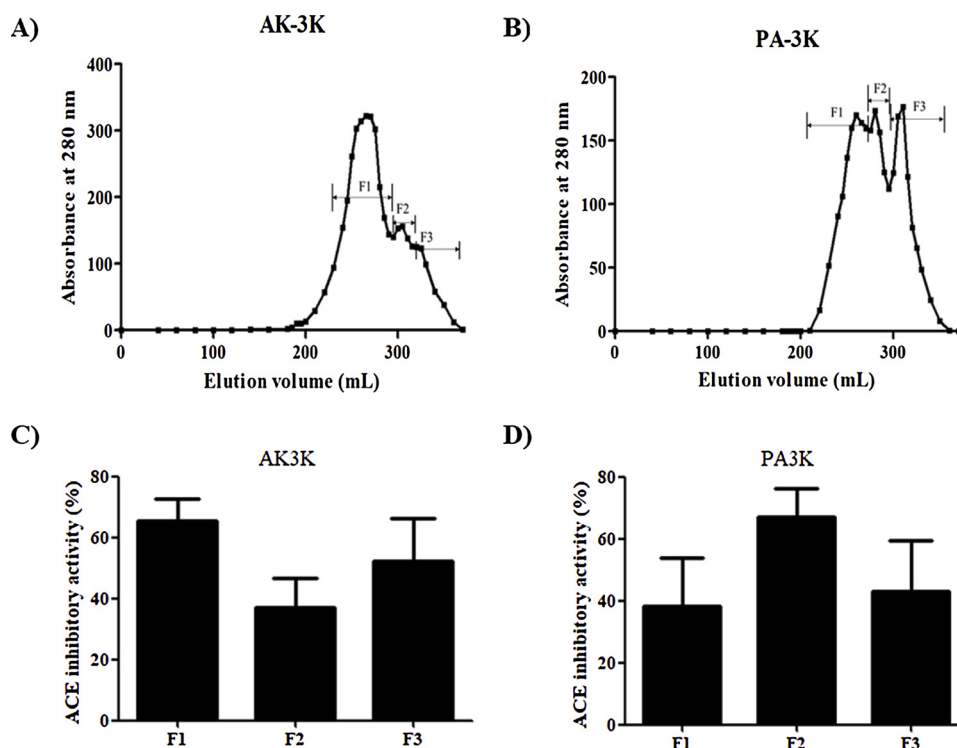 A)
AK-3K
Absorbance at 280 nm
400
300
200
100
0
F1
F2
F3
0
100
200
300
Elution volume (mL)
B)
PA-3K
Absorbance at 280 nm
200
150
100
50
0
F1
F2
F3
0
100
200
300
Elution volume (mL)
C)
AK3K
ACE inhibitory activity (%)
80
60
40
20
0
F1
F2
F3
D)
PA3K
ACE inhibitory activity (%)
80
60
40
20
0
F1
F2
F3